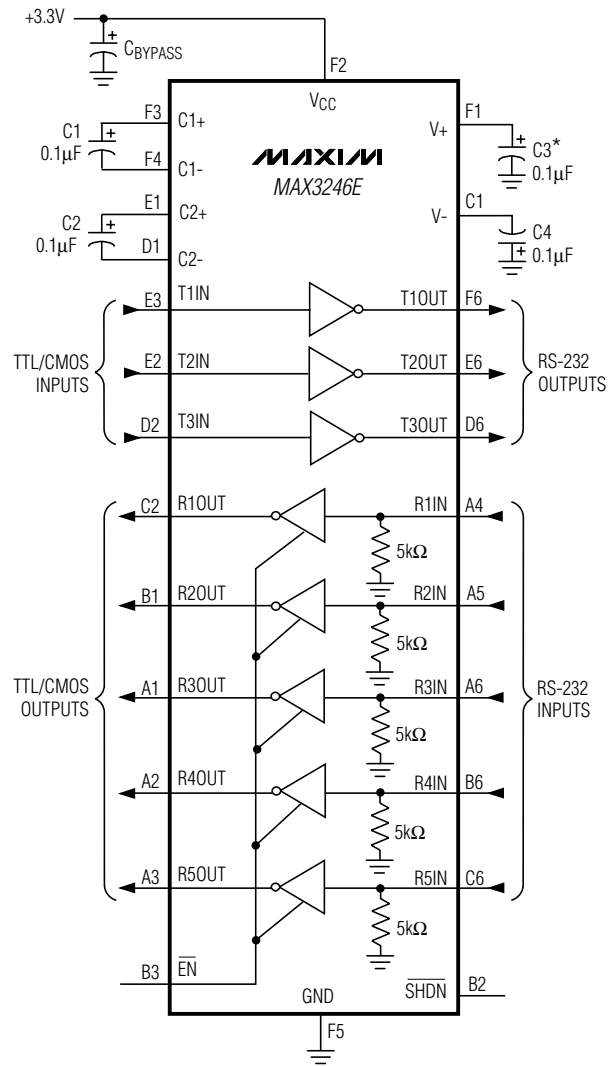 +3.3V
CBYPASS
F2
VCC
F3
C1+
C1
0.1µF
F4
C1-
E1
C2+
C2
0.1µF
D1
C2-
MAXIM
MAX3246E
F1
V+
C3*
0.1µF
C1
V-
C4
0.1µF
TTL/CMOS
INPUTS
E3 T1IN T1OUT F6
E2 T2IN T2OUT E6
D2 T3IN T3OUT D6
RS-232
OUTPUTS
C2 R1OUT R1IN A4
5kΩ
B1 R2OUT R2IN A5
5kΩ
TTL/CMOS
OUTPUTS
A1 R3OUT R3IN A6
5kΩ
RS-232
INPUTS
A2 R4OUT R4IN B6
5kΩ
A3 R5OUT R5IN C6
5kΩ
B3 E̅N̅
S̅H̅D̅N̅ B2
GND
F5